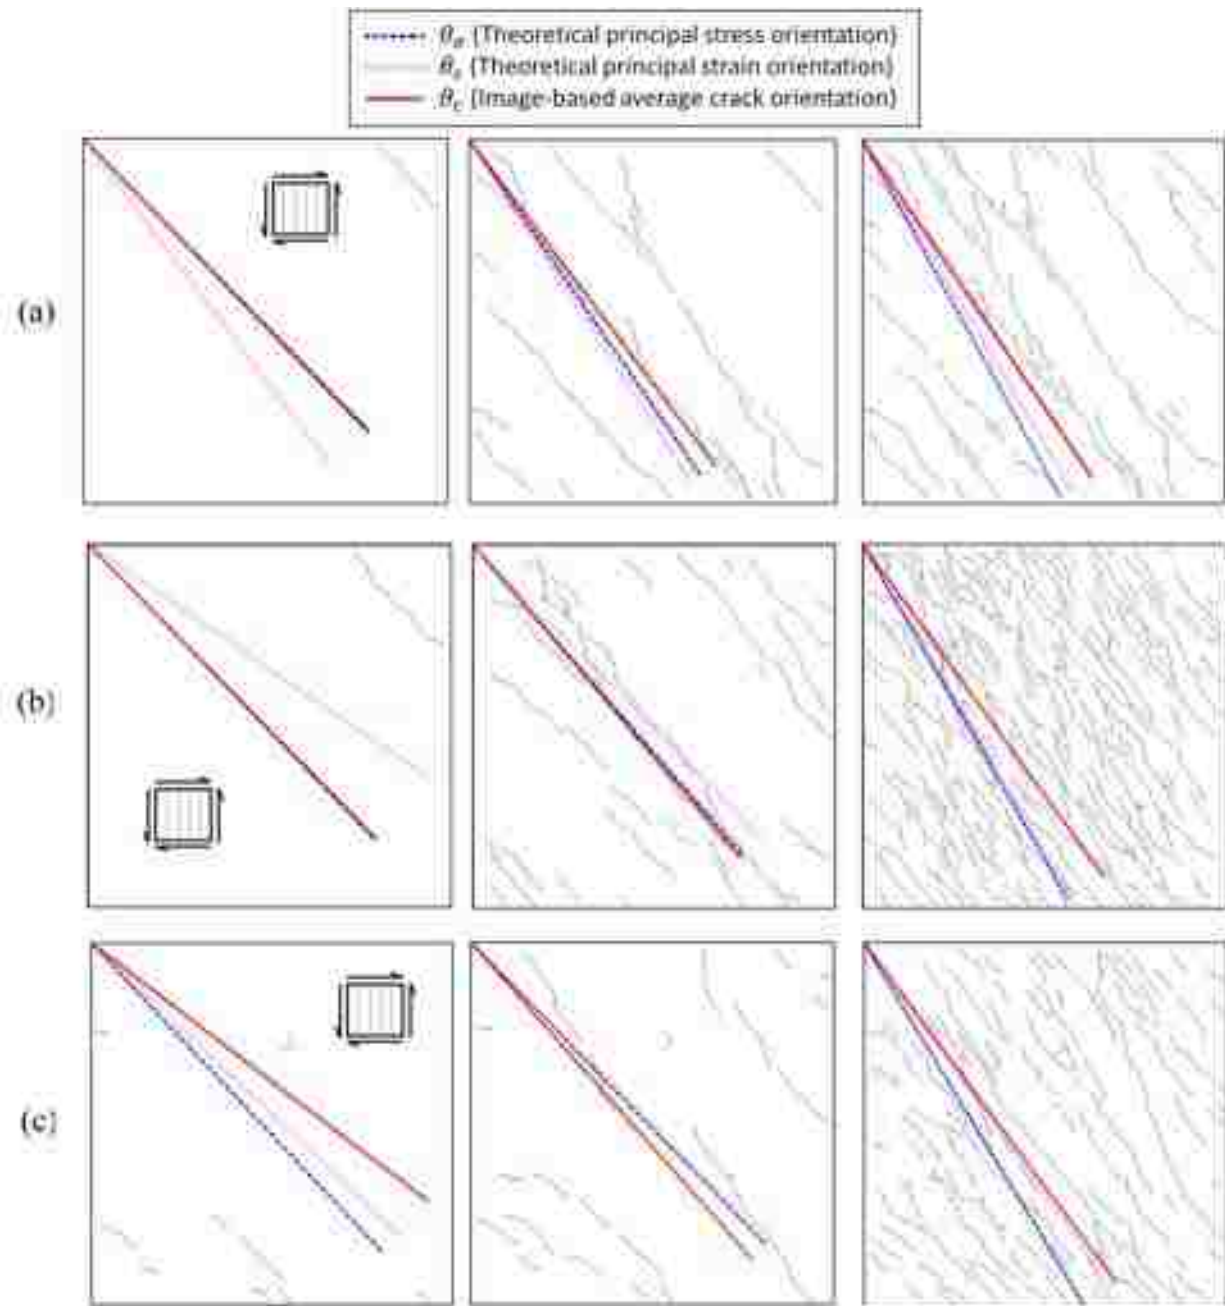 θσ (Theoretical principal stress orientation)
θε (Theoretical principal strain orientation)
θc (Image-based average crack orientation)
(a)
(b)
(c)